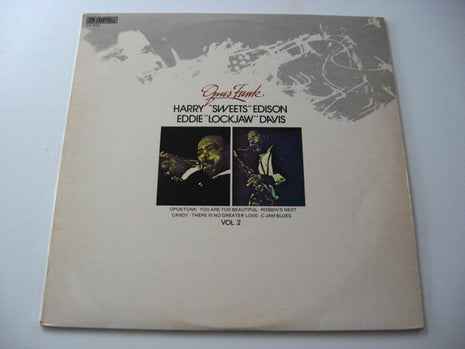 Opus Funk
HARRY "SWEETS" EDISON
EDDIE "LOCKJAW" DAVIS
OPUS FUNK · YOU ARE TOO BEAUTIFUL · ROBBIN'S NEST
CANDY · THERE IS NO GREATER LOVE · C JAM BLUES
VOL. 2